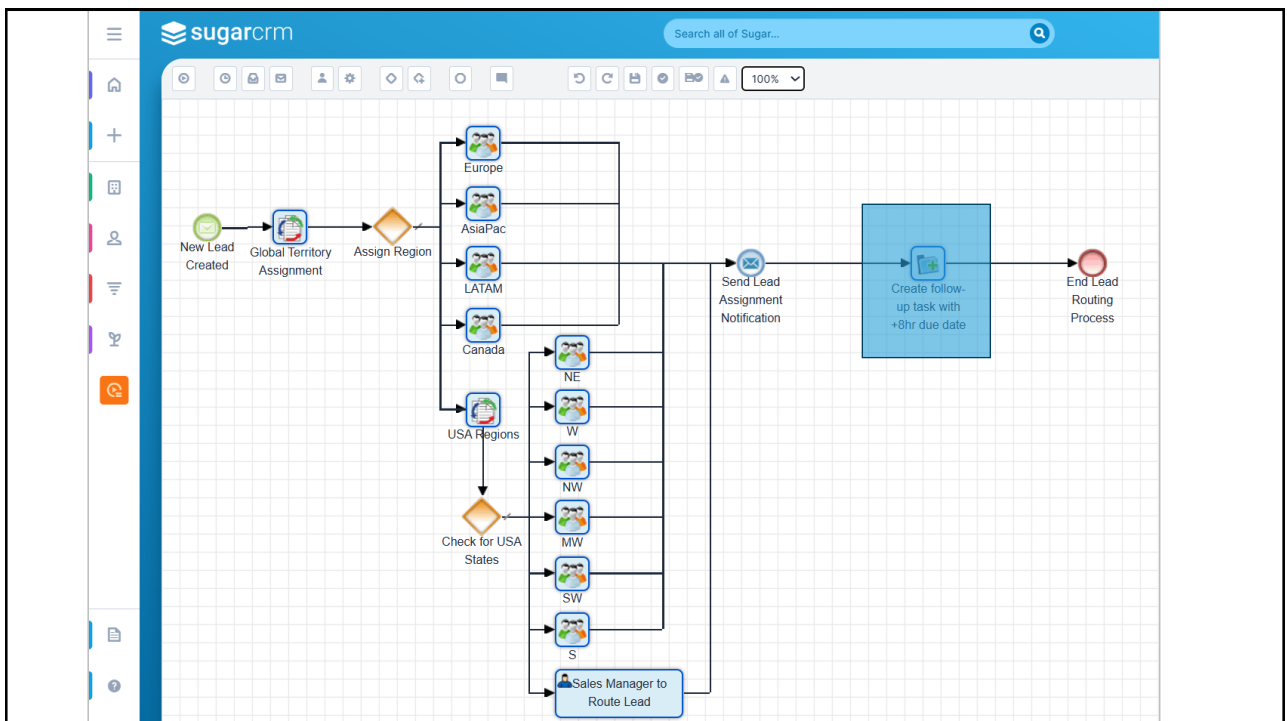 sugarcrm
Search all of Sugar...
100%
Europe
AsiaPac
New Lead
Created
Global Territory
Assignment
Assign Region
LATAM
Send Lead
Assignment
Notification
Create follow-
up task with
+8hr due date
End Lead
Routing
Process
Canada
NE
USA Regions
W
NW
Check for USA
States
MW
SW
S
Sales Manager to
Route Lead